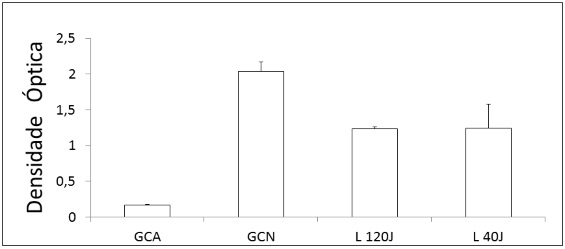 Densidade Óptica
2,5
2
1,5
1
0,5
0
GCA
GCN
L 120J
L 40J